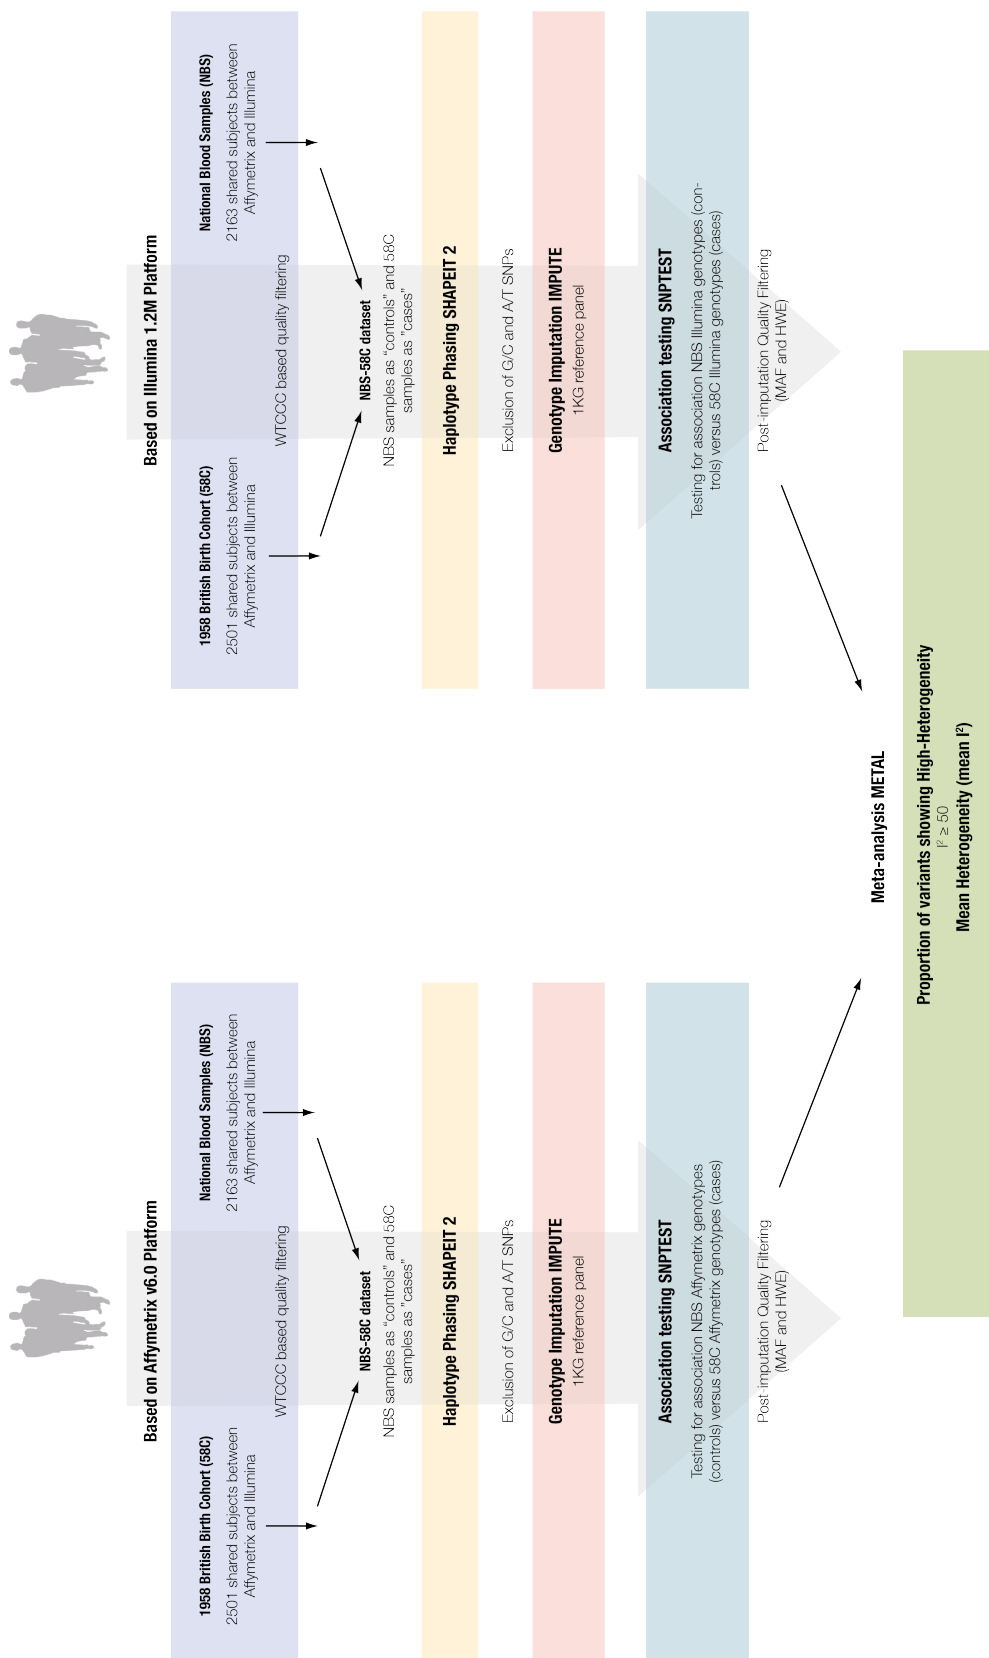 Based on Affymetrix v6.0 Platform
1958 British Birth Cohort (58C)
2501 shared subjects between
Affymetrix and Illumina
National Blood Samples (NBS)
2163 shared subjects between
Affymetrix and Illumina
WTCCC based quality filtering
NBS-58C dataset
NBS samples as “controls” and 58C
samples as ”cases”
Haplotype Phasing SHAPEIT 2
Exclusion of G/C and A/T SNPs
Genotype Imputation IMPUTE
1KG reference panel
Association testing SNPTEST
Testing for association NBS Affymetrix genotypes
(controls) versus 58C Affymetrix genotypes (cases)
Post-imputation Quality Filtering
(MAF and HWE)
Based on Illumina 1.2M Platform
1958 British Birth Cohort (58C)
2501 shared subjects between
Affymetrix and Illumina
National Blood Samples (NBS)
2163 shared subjects between
Affymetrix and Illumina
WTCCC based quality filtering
NBS-58C dataset
NBS samples as “controls” and 58C
samples as ”cases”
Haplotype Phasing SHAPEIT 2
Exclusion of G/C and A/T SNPs
Genotype Imputation IMPUTE
1KG reference panel
Association testing SNPTEST
Testing for association NBS Illumina genotypes (con-
trols) versus 58C Illumina genotypes (cases)
Post-imputation Quality Filtering
(MAF and HWE)
Meta-analysis METAL
Proportion of variants showing High-Heterogeneity
I² ≥ 50
Mean Heterogeneity (mean I²)